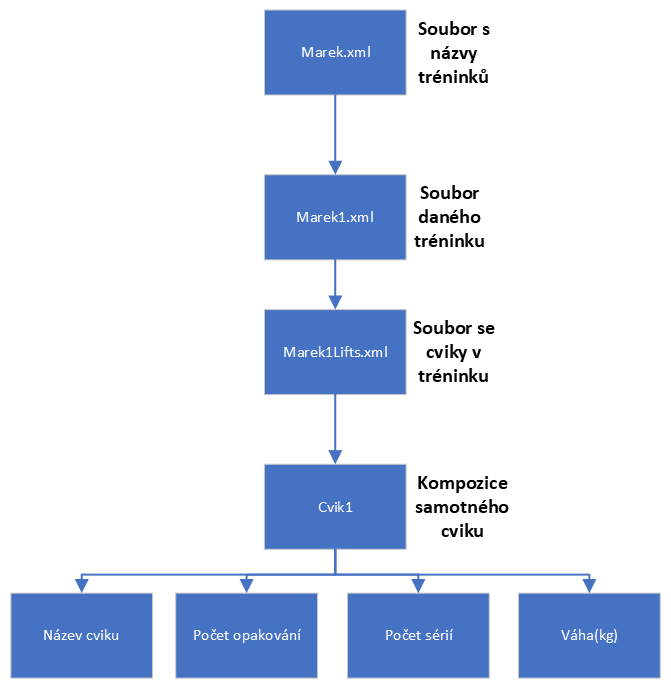 Marek.xml
Soubor s
názvy
tréninků
Marek1.xml
Soubor
daného
tréninku
Marek1Lifts.xml
Soubor se
cviky v
tréninku
Cvik1
Kompozice
samotného
cviku
Název cviku
Počet opakování
Počet sérií
Váha(kg)